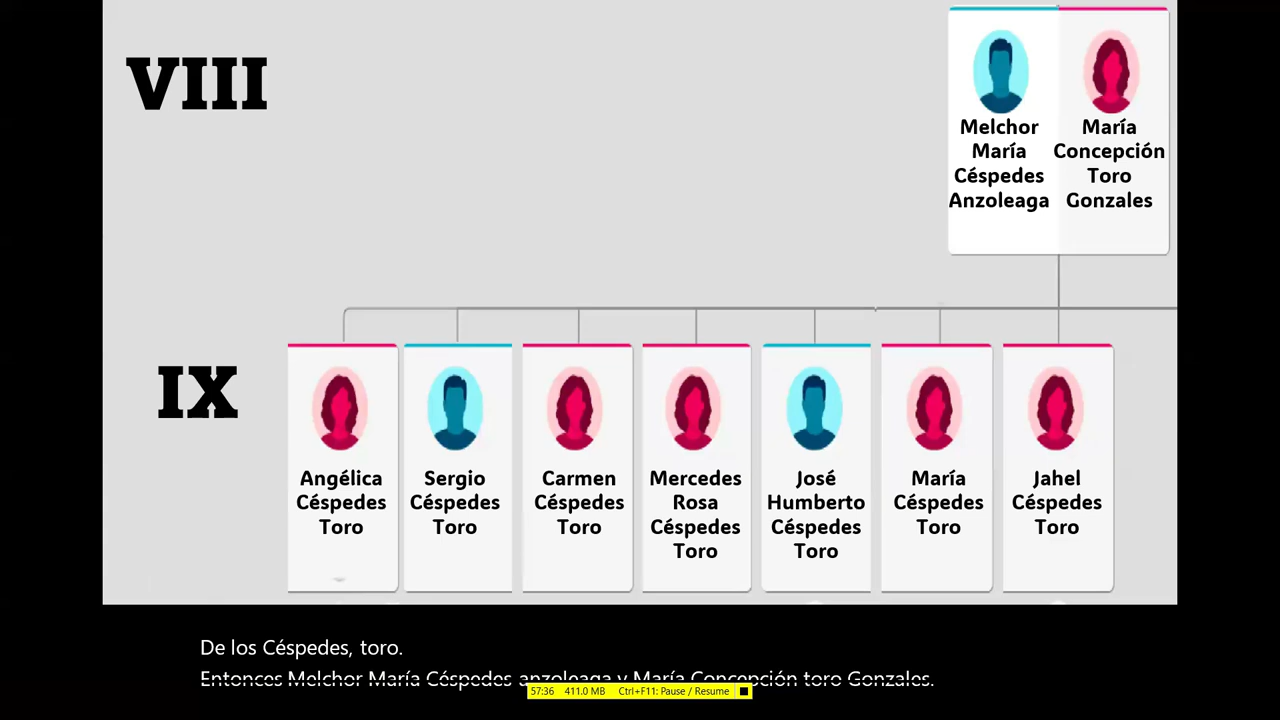 VIII
Melchor
María
Céspedes
Anzoleaga
María
Concepción
Toro
Gonzales
IX
Angélica
Céspedes
Toro
Sergio
Céspedes
Toro
Carmen
Céspedes
Toro
Mercedes
Rosa
Céspedes
Toro
José
Humberto
Céspedes
Toro
María
Céspedes
Toro
Jahel
Céspedes
Toro
De los Céspedes, toro.
Entonces Melchor María Céspedes anzoleaga y María Concepción toro Gonzales.
57:36 411.0 MB Ctrl+F11: Pause / Resume